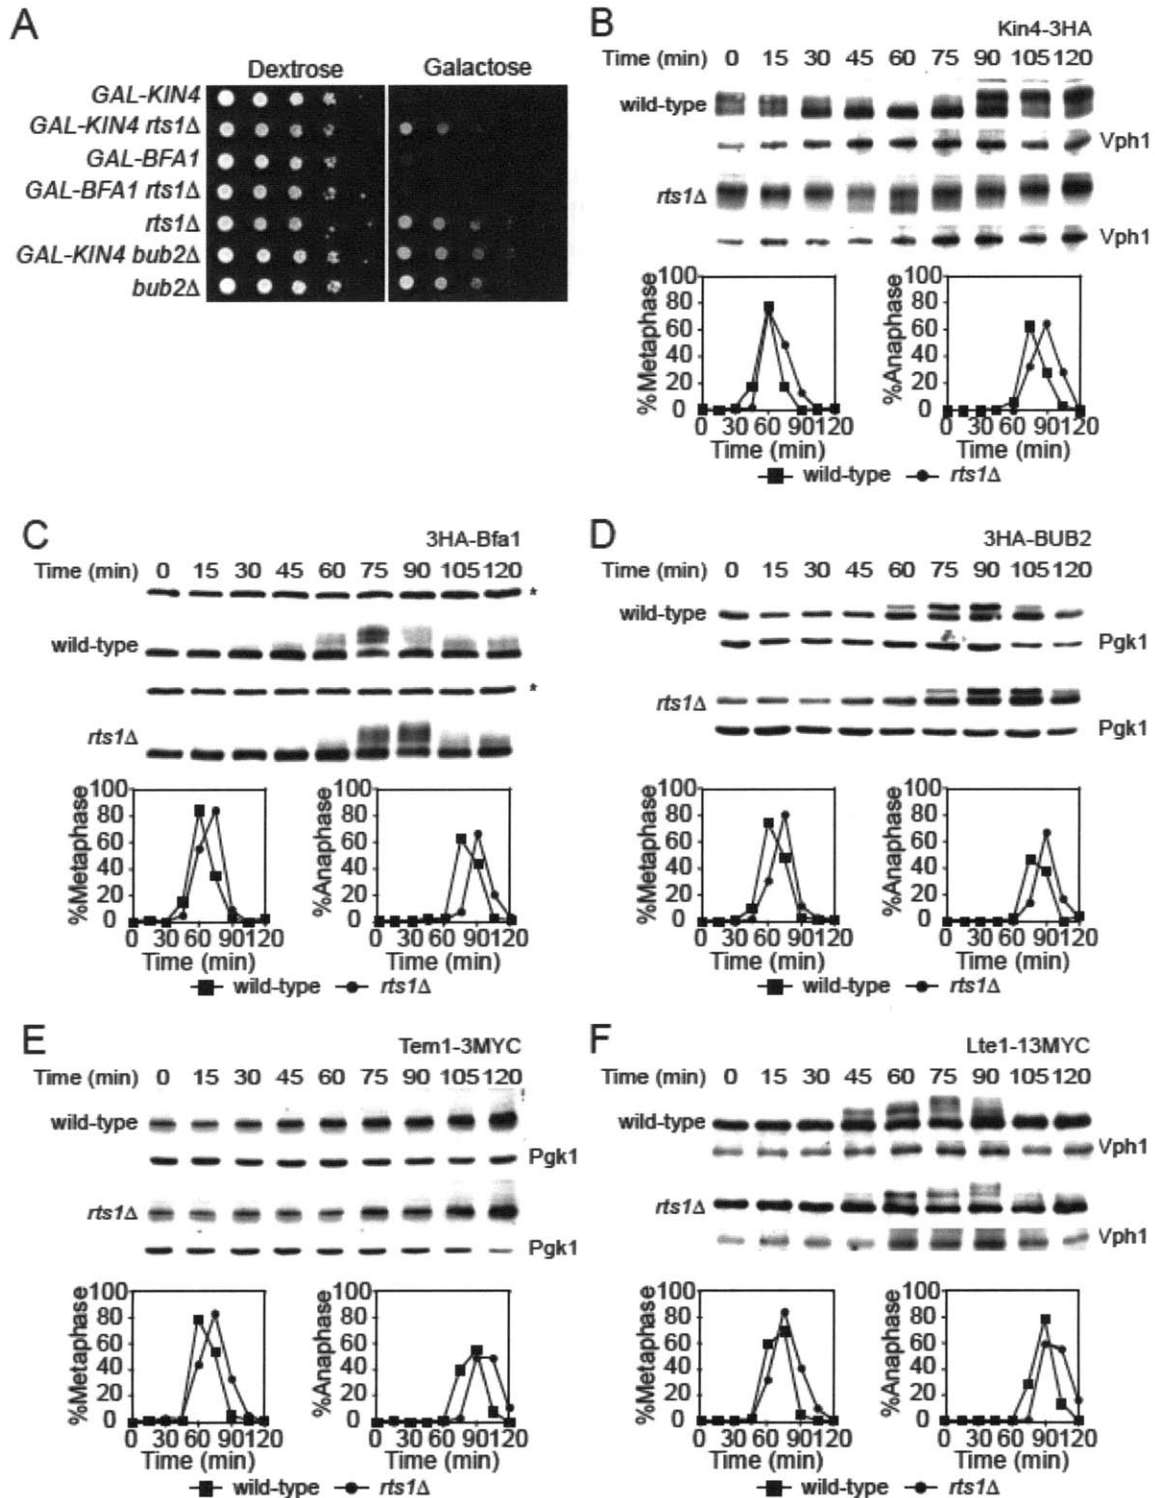 A
Dextrose Galactose
GAL-KIN4
GAL-KIN4 rts1Δ
GAL-BFA1
GAL-BFA1 rts1Δ
rts1Δ
GAL-KIN4 bub2Δ
bub2Δ
B
Kin4-3HA
Time (min) 0 15 30 45 60 75 90 105 120
wild-type
Vph1
rts1Δ
Vph1
%Metaphase
100
80
60
40
20
0
0 30 60 90 120
Time (min)
%Anaphase
100
80
60
40
20
0
0 30 60 90 120
Time (min)
wild-type rts1Δ
C
3HA-Bfa1
Time (min) 0 15 30 45 60 75 90 105 120
*
wild-type
*
rts1Δ
%Metaphase
100
80
60
40
20
0
0 30 60 90 120
Time (min)
%Anaphase
100
80
60
40
20
0
0 30 60 90 120
Time (min)
wild-type rts1Δ
D
3HA-BUB2
Time (min) 0 15 30 45 60 75 90 105 120
wild-type
Pgk1
rts1Δ
Pgk1
%Metaphase
100
80
60
40
20
0
0 30 60 90 120
Time (min)
%Anaphase
100
80
60
40
20
0
0 30 60 90 120
Time (min)
wild-type rts1Δ
E
Tem1-3MYC
Time (min) 0 15 30 45 60 75 90 105 120
wild-type
Pgk1
rts1Δ
Pgk1
%Metaphase
100
80
60
40
20
0
0 30 60 90 120
Time (min)
%Anaphase
100
80
60
40
20
0
0 30 60 90 120
Time (min)
wild-type rts1Δ
F
Lte1-13MYC
Time (min) 0 15 30 45 60 75 90 105 120
wild-type
Vph1
rts1Δ
Vph1
%Metaphase
100
80
60
40
20
0
0 30 60 90 120
Time (min)
%Anaphase
100
80
60
40
20
0
0 30 60 90 120
Time (min)
wild-type rts1Δ